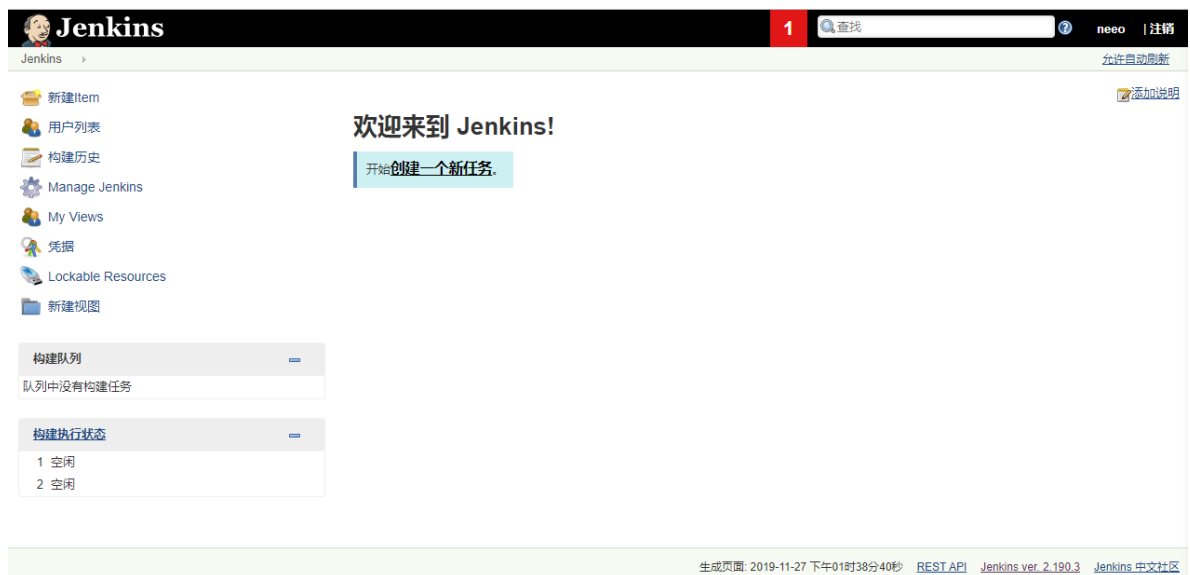 Jenkins
1
查找
neeo | 注销
Jenkins
允许自动刷新
新建Item
用户列表
构建历史
Manage Jenkins
My Views
凭据
Lockable Resources
新建视图
添加说明
欢迎来到 Jenkins!
开始创建一个新任务。
构建队列
队列中没有构建任务
构建执行状态
1 空闲
2 空闲
生成页面: 2019-11-27 下午01时38分40秒 REST API Jenkins ver. 2.190.3 Jenkins 中文社区